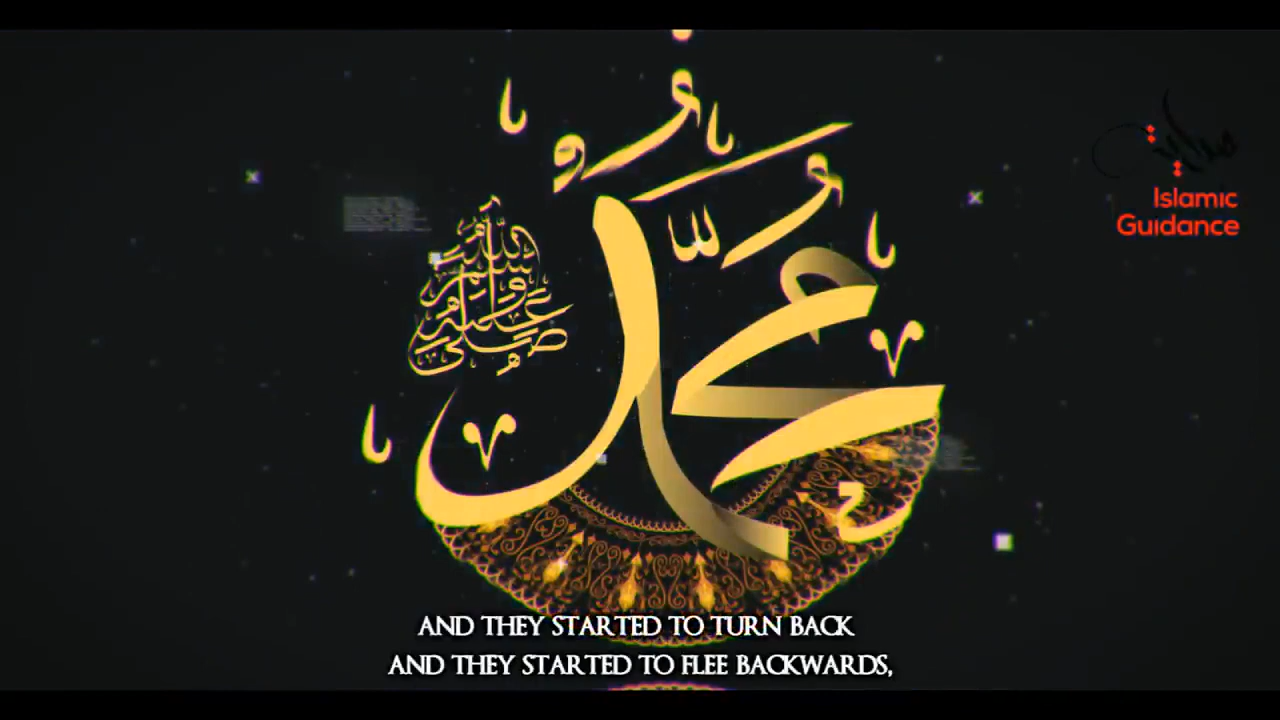 محمد
صلى الله عليه وسلم
هداية
Islamic
Guidance
AND THEY STARTED TO TURN BACK
AND THEY STARTED TO FLEE BACKWARDS,